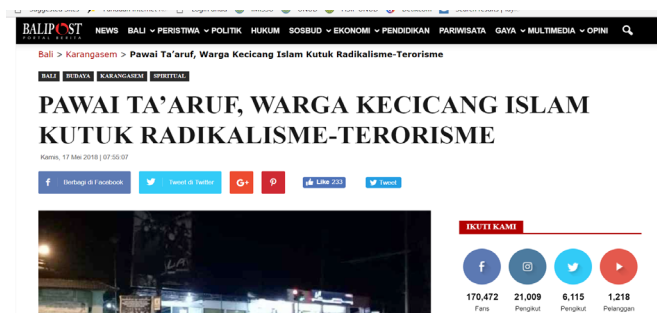 BALIPOST NEWS BALI PERISTIWA POLITIK HUKUM SOSBUD EKONOMI PENDIDIKAN PARIWISATA GAYA MULTIMEDIA OPINI
PORTAL BERITA
Bali > Karangasem > Pawai Ta'aruf, Warga Kecicang Islam Kutuk Radikalisme-Terorisme
BALI BUDAYA KARANGASEM SPIRITUAL
PAWAI TA'ARUF, WARGA KECICANG ISLAM
KUTUK RADIKALISME-TERORISME
Kamis, 17 Mei 2018 | 07:55:07
Berbagi di Facebook Tweet di Twitter G+ Like 233 Tweet
IKUTI KAMI
170,472 21,009 6,115 1,218
Fans Pengikut Pengikut Pelanggan